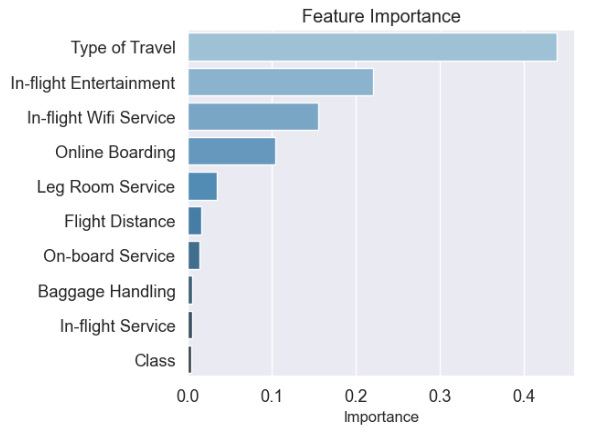 Feature Importance
Type of Travel
In-flight Entertainment
In-flight Wifi Service
Online Boarding
Leg Room Service
Flight Distance
On-board Service
Baggage Handling
In-flight Service
Class
0.0 0.1 0.2 0.3 0.4
Importance